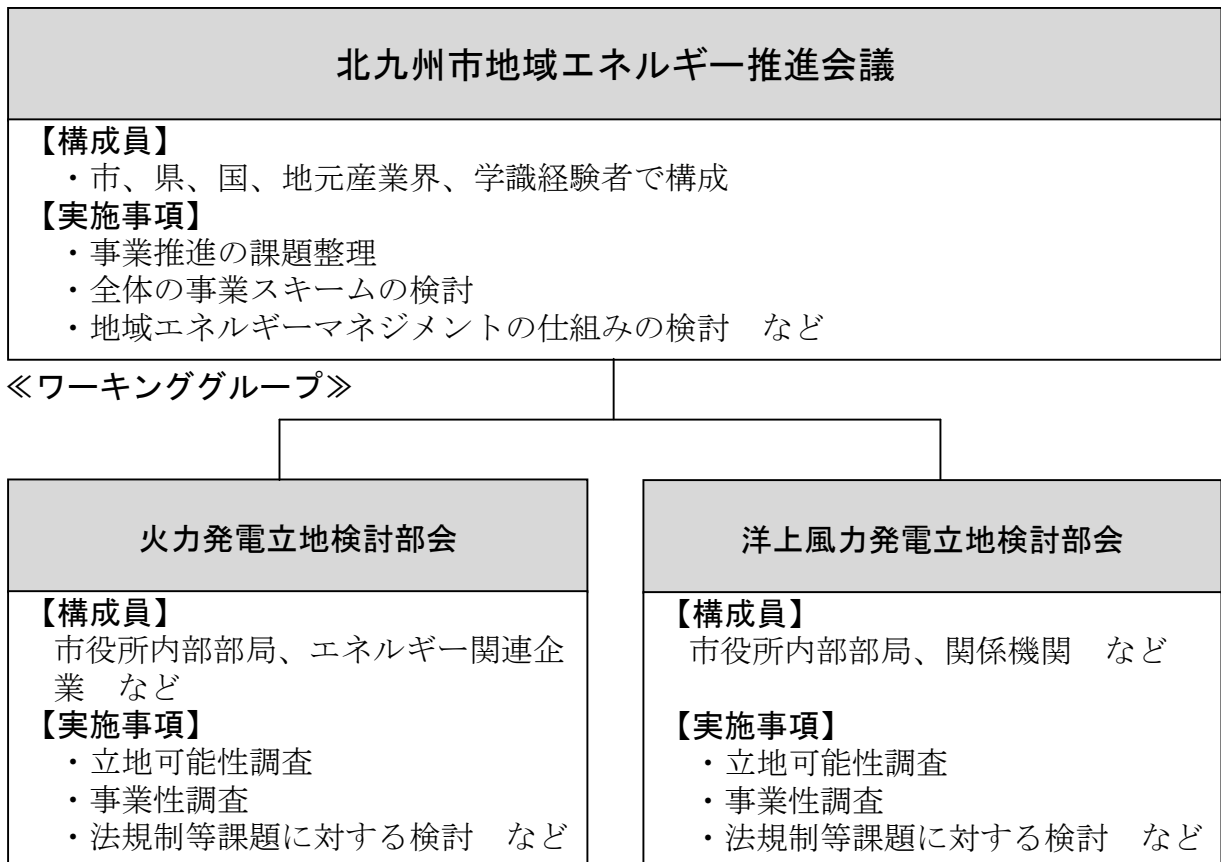 北九州市地域エネルギー推進会議
【構成員】
・市、県、国、地元産業界、学識経験者で構成
【実施事項】
・事業推進の課題整理
・全体の事業スキームの検討
・地域エネルギーマネジメントの仕組みの検討　など
≪ワーキンググループ≫
火力発電立地検討部会
【構成員】
市役所内部部局、エネルギー関連企
業　など
【実施事項】
・立地可能性調査
・事業性調査
・法規制等課題に対する検討　など
洋上風力発電立地検討部会
【構成員】
市役所内部部局、関係機関　など
【実施事項】
・立地可能性調査
・事業性調査
・法規制等課題に対する検討　など